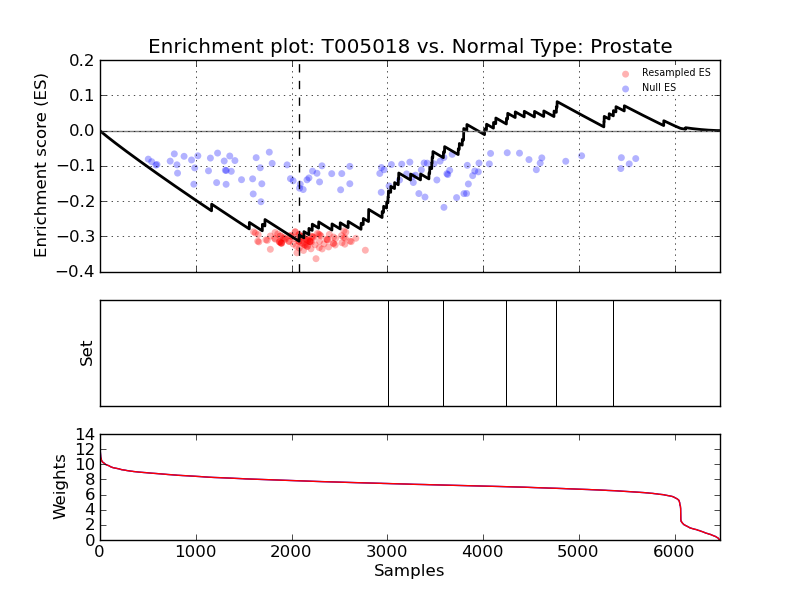 Enrichment plot: T005018 vs. Normal Type: Prostate
Enrichment score (ES)
0.2
0.1
0.0
−0.1
−0.2
−0.3
−0.4
Resampled ES
Null ES
Set
Weights
14
12
10
8
6
4
2
0
0 1000 2000 3000 4000 5000 6000
Samples